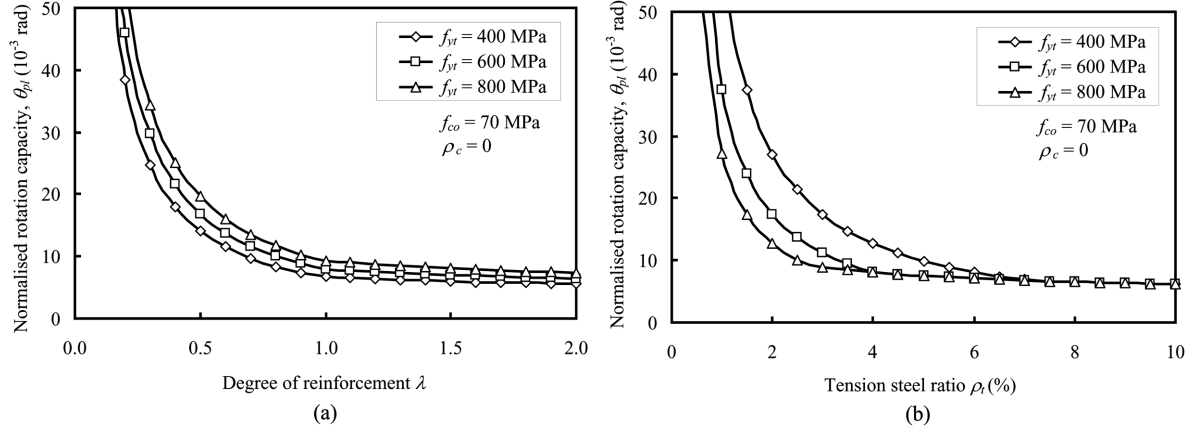 Normalised rotation capacity, θpl (10-3 rad)
50
40
30
20
10
0
0.0 0.5 1.0 1.5 2.0
Degree of reinforcement λ
fyt = 400 MPa
fyt = 600 MPa
fyt = 800 MPa
fco = 70 MPa
ρc = 0
(a)
Normalised rotation capacity, θpl (10-3 rad)
50
40
30
20
10
0
0 2 4 6 8 10
Tension steel ratio ρt (%)
fyt = 400 MPa
fyt = 600 MPa
fyt = 800 MPa
fco = 70 MPa
ρc = 0
(b)